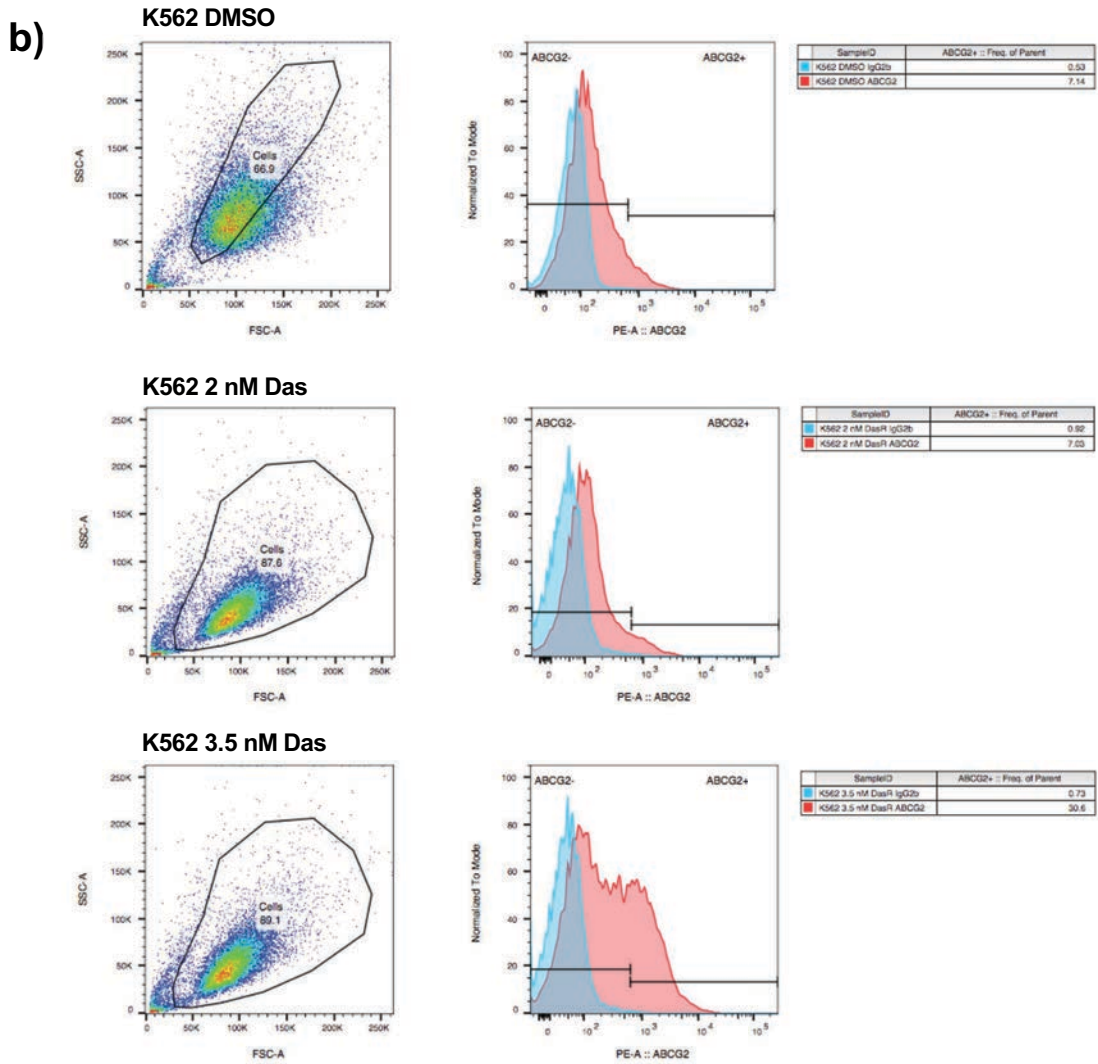 b)
K562 DMSO
250K
200K
150K
100K
50K
0
SSC-A
Cells
66.9
0 50K 100K 150K 200K 250K
FSC-A
100
80
60
40
20
0
Normalized To Mode
ABCG2- ABCG2+
0 10^2 10^3 10^4 10^5
PE-A :: ABCG2
SampleID ABCG2+ :: Freq. of Parent
K562 DMSO IgG2b 0.53
K562 DMSO ABCG2 7.14
K562 2 nM Das
250K
200K
150K
100K
50K
0
SSC-A
Cells
87.6
0 50K 100K 150K 200K 250K
FSC-A
100
80
60
40
20
0
Normalized To Mode
ABCG2- ABCG2+
0 10^2 10^3 10^4 10^5
PE-A :: ABCG2
SampleID ABCG2+ :: Freq. of Parent
K562 2 nM DasR IgG2b 0.92
K562 2 nM DasR ABCG2 7.03
K562 3.5 nM Das
250K
200K
150K
100K
50K
0
SSC-A
Cells
89.1
0 50K 100K 150K 200K 250K
FSC-A
100
80
60
40
20
0
Normalized To Mode
ABCG2- ABCG2+
0 10^2 10^3 10^4 10^5
PE-A :: ABCG2
SampleID ABCG2+ :: Freq. of Parent
K562 3.5 nM DasR IgG2b 0.73
K562 3.5 nM DasR ABCG2 30.6